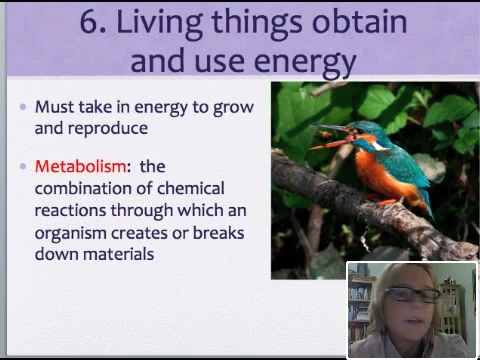 6. Living things obtain
and use energy
• Must take in energy to grow
and reproduce
• Metabolism:  the
combination of chemical
reactions through which an
organism creates or breaks
down materials